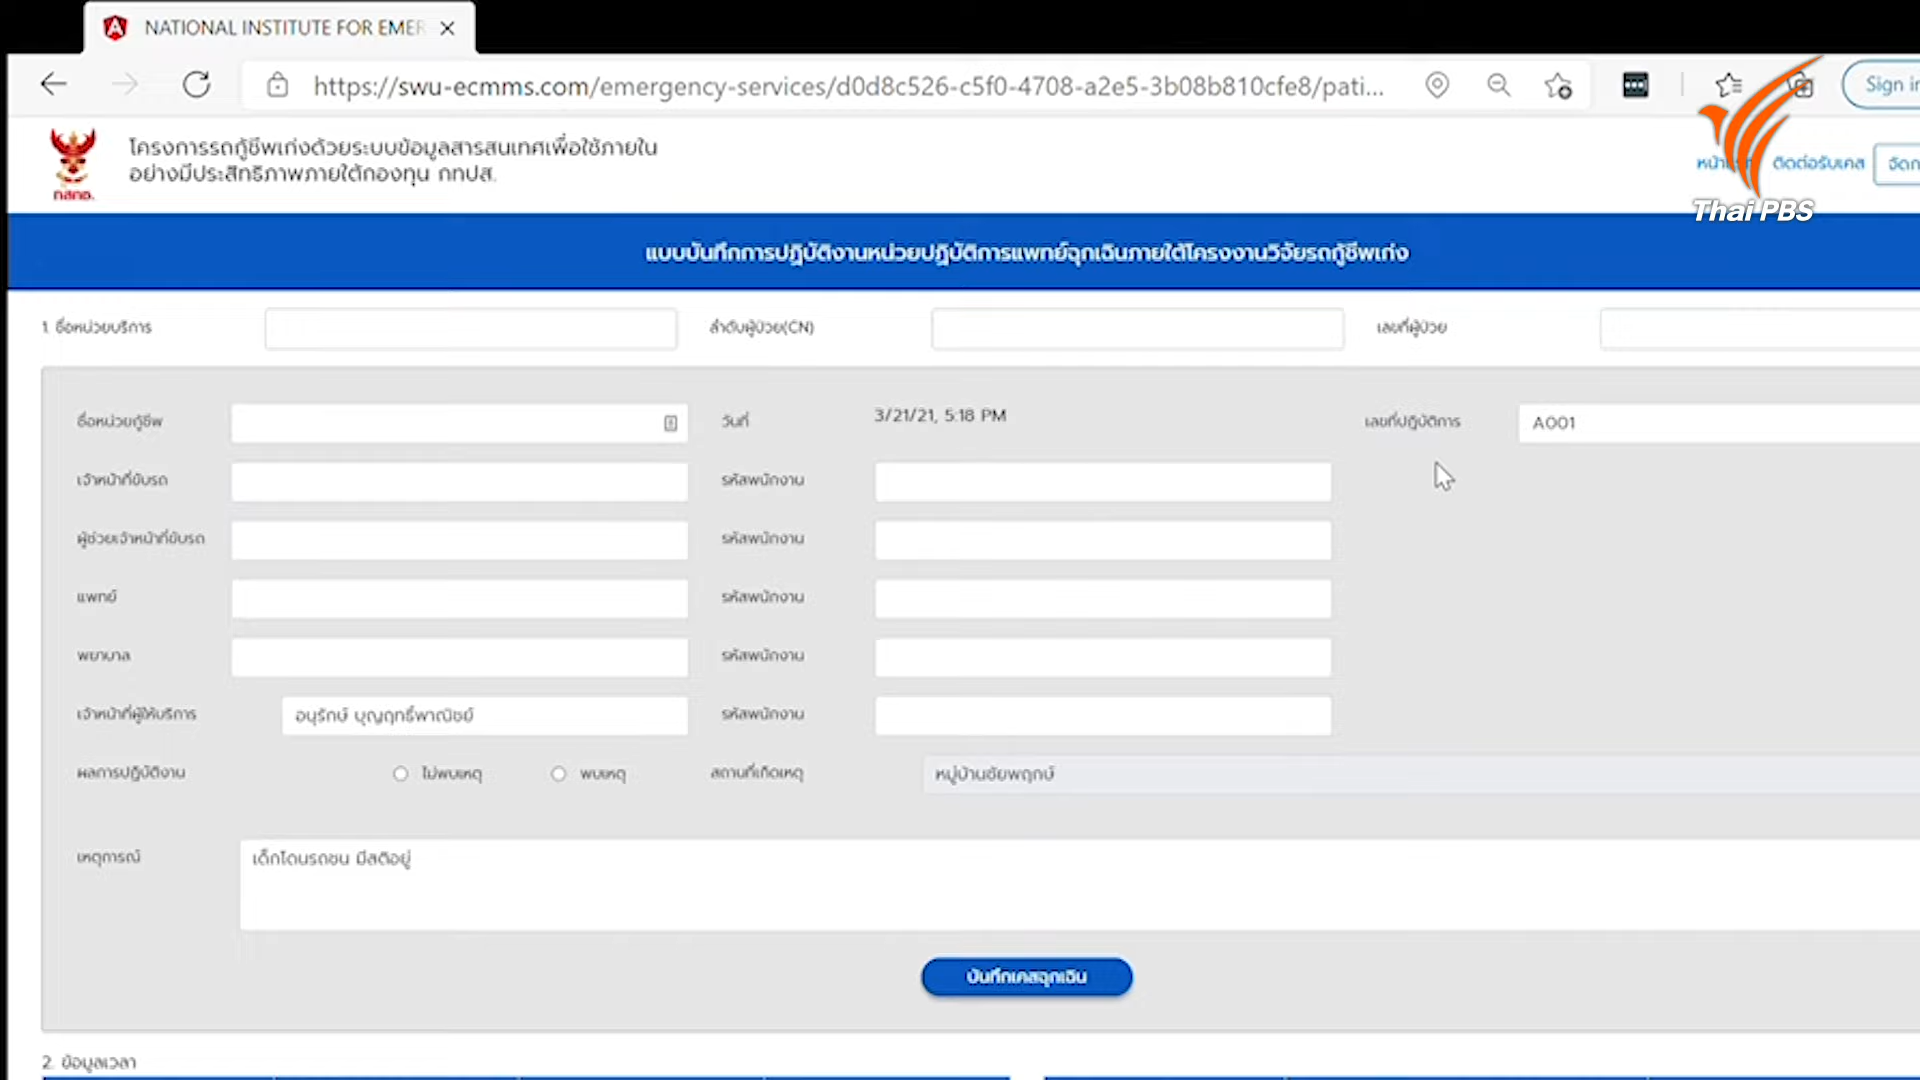 NATIONAL INSTITUTE FOR EMER
https://swu-ecmms.com/emergency-services/d0d8c526-c5f0-4708-a2e5-3b08b810cfe8/pati...
Sign in
กสทช.
โครงการรถกู้ชีพเก่งด้วยระบบข้อมูลสารสนเทศเพื่อใช้ภายใน
อย่างมีประสิทธิภาพภายใต้กองทุน กทปส.
ติดต่อรับเคส
Thai PBS
แบบบันทึกการปฏิบัติงานหน่วยปฏิบัติการแพทย์ฉุกเฉินภายใต้โครงงานวิจัยรถกู้ชีพเก่ง
1. ชื่อหน่วยบริการ
ลำดับผู้ป่วย(CN)
เลขที่ผู้ป่วย
ชื่อหน่วยกู้ชีพ
วันที่
3/21/21, 5:18 PM
เลขที่ปฏิบัติการ
A001
เจ้าหน้าที่ขับรถ
รหัสพนักงาน
ผู้ช่วยเจ้าหน้าที่ขับรถ
รหัสพนักงาน
แพทย์
รหัสพนักงาน
พยาบาล
รหัสพนักงาน
เจ้าหน้าที่ผู้ให้บริการ
อนุรักษ์ บุญฤทธิ์พาณิชย์
รหัสพนักงาน
ผลการปฏิบัติงาน
ไม่พบเหตุ
พบเหตุ
สถานที่เกิดเหตุ
หมู่บ้านชัยพฤกษ์
เหตุการณ์
เด็กโดนรถชน มีสติอยู่
บันทึกเคสฉุกเฉิน
2. ข้อมูลเวลา